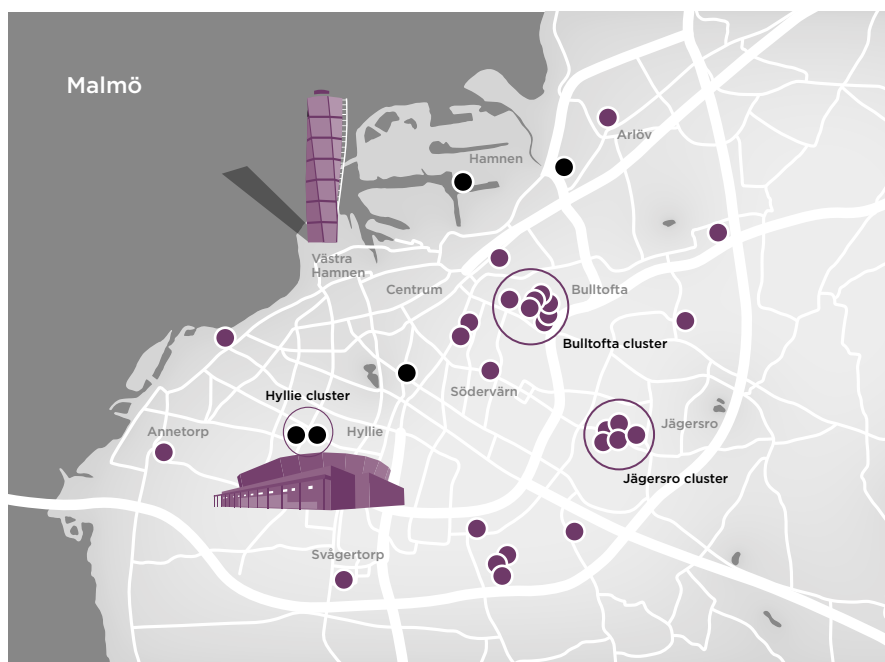 Malmö
Arlöv
Hamnen
Västra
Hamnen
Centrum
Bulltofta
Bulltofta cluster
Södervärn
Hyllie cluster
Annetorp
Hyllie
Jägersro
Jägersro cluster
Svågertorp